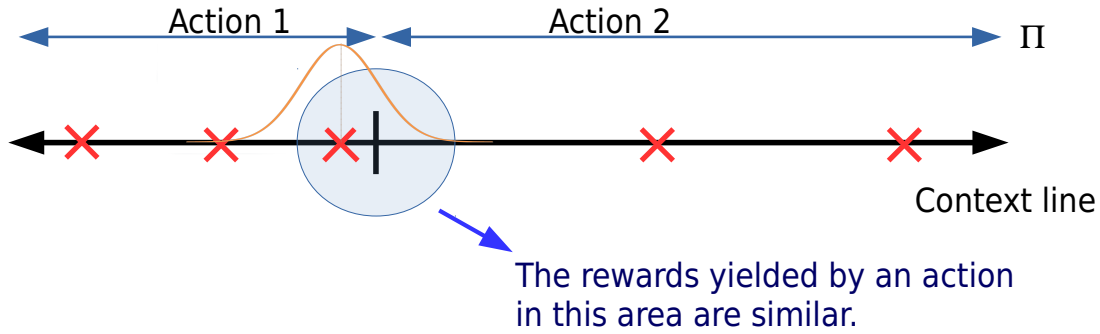 Action 1
Action 2
Π
Context line
The rewards yielded by an action
in this area are similar.